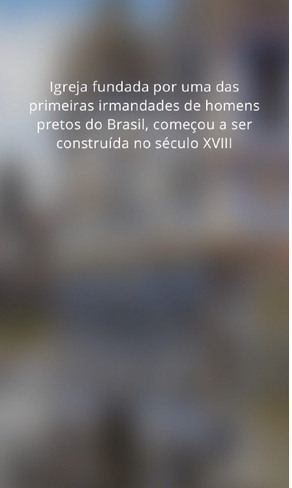 Igreja fundada por uma das
primeiras irmandades de homens
pretos do Brasil, começou a ser
construída no século XVIII